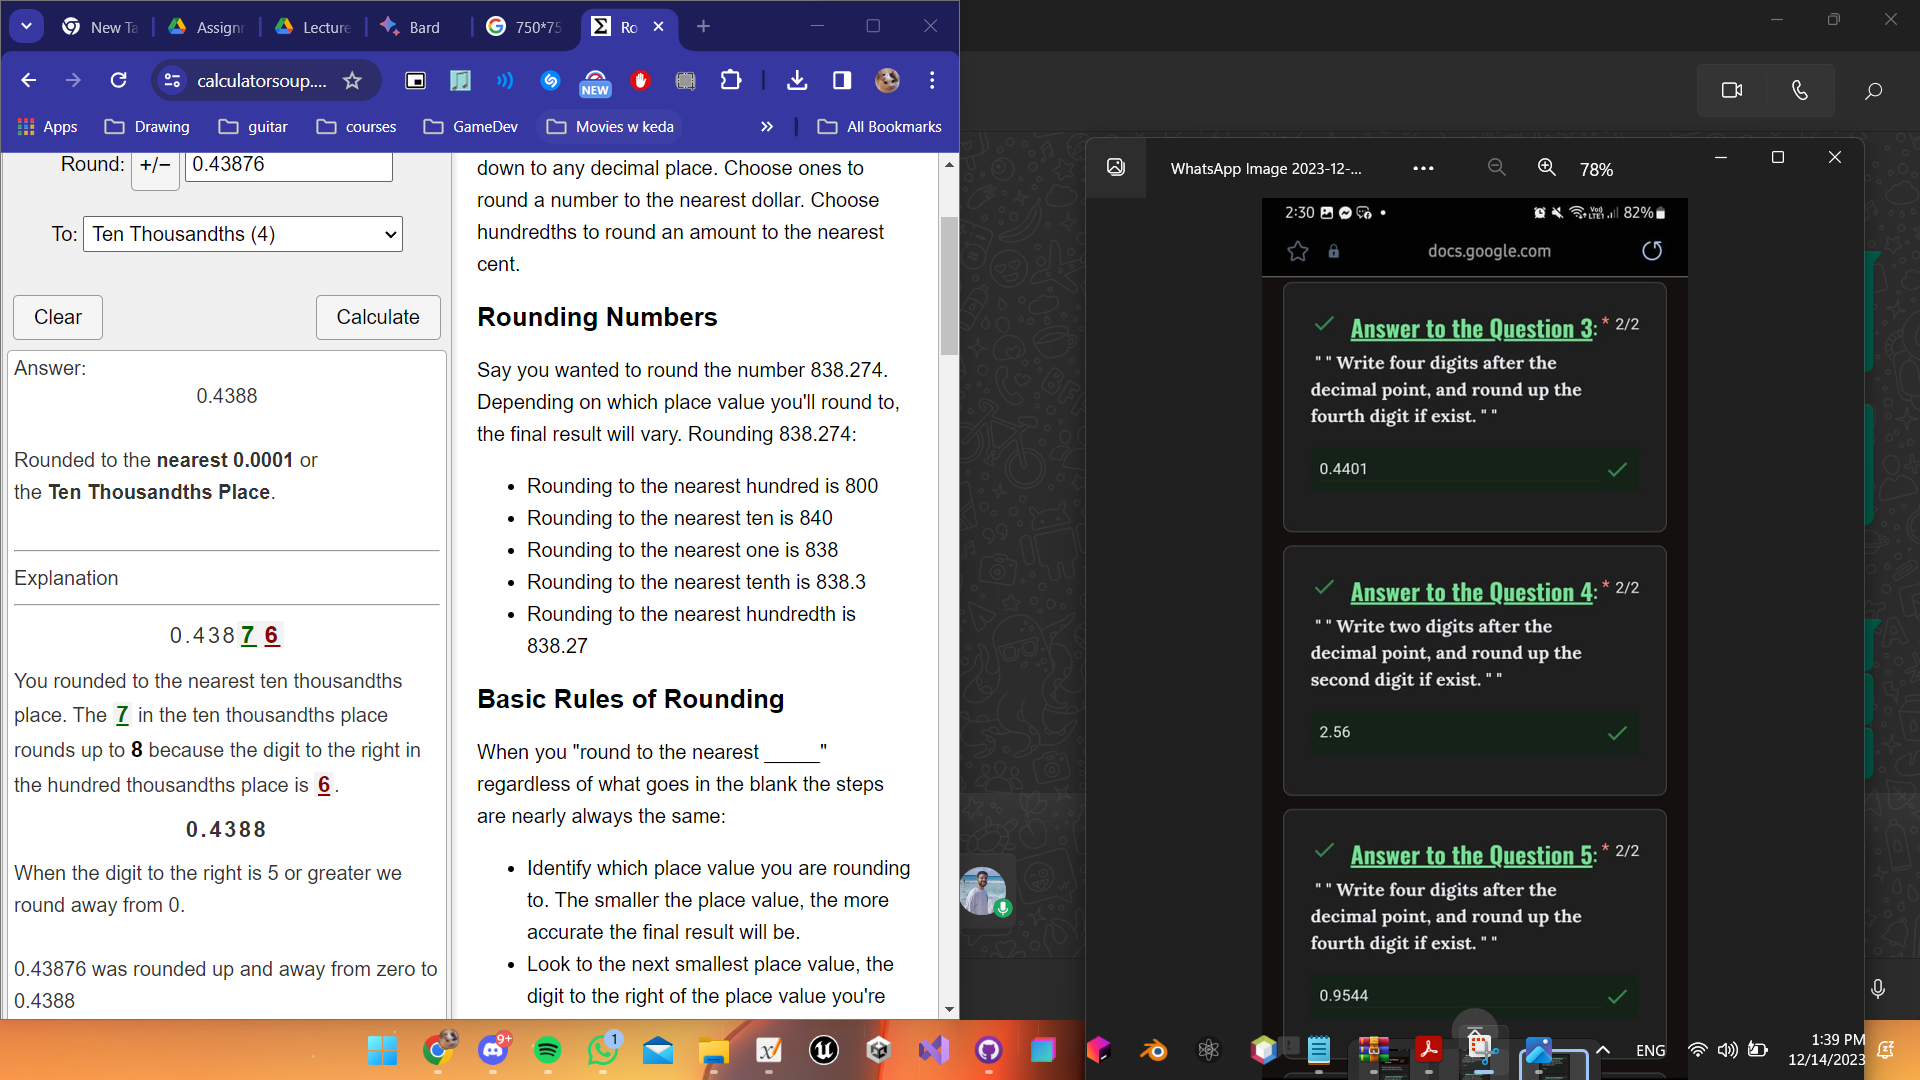 New Ta
Assignr
Lecture
Bard
750*75
Ro
calculatorsoup....
NEW
Apps
Drawing
guitar
courses
GameDev
Movies w keda
»
All Bookmarks
Round: +/− 0.43876
To: Ten Thousandths (4)
Clear
Calculate
Answer:
0.4388
Rounded to the nearest 0.0001 or
the Ten Thousandths Place.
Explanation
0.43876
You rounded to the nearest ten thousandths
place. The 7 in the ten thousandths place
rounds up to 8 because the digit to the right in
the hundred thousandths place is 6.
0.4388
When the digit to the right is 5 or greater we
round away from 0.
0.43876 was rounded up and away from zero to
0.4388
down to any decimal place. Choose ones to
round a number to the nearest dollar. Choose
hundredths to round an amount to the nearest
cent.
Rounding Numbers
Say you wanted to round the number 838.274.
Depending on which place value you'll round to,
the final result will vary. Rounding 838.274:
• Rounding to the nearest hundred is 800
• Rounding to the nearest ten is 840
• Rounding to the nearest one is 838
• Rounding to the nearest tenth is 838.3
• Rounding to the nearest hundredth is
838.27
Basic Rules of Rounding
When you "round to the nearest _____"
regardless of what goes in the blank the steps
are nearly always the same:
• Identify which place value you are rounding
to. The smaller the place value, the more
accurate the final result will be.
• Look to the next smallest place value, the
digit to the right of the place value you're
WhatsApp Image 2023-12-...
78%
2:30
82%
docs.google.com
Answer to the Question 3: * 2/2
" " Write four digits after the
decimal point, and round up the
fourth digit if exist. " "
0.4401
Answer to the Question 4: * 2/2
" " Write two digits after the
decimal point, and round up the
second digit if exist. " "
2.56
Answer to the Question 5: * 2/2
" " Write four digits after the
decimal point, and round up the
fourth digit if exist. " "
0.9544
9+
1
ENG
1:39 PM
12/14/2023